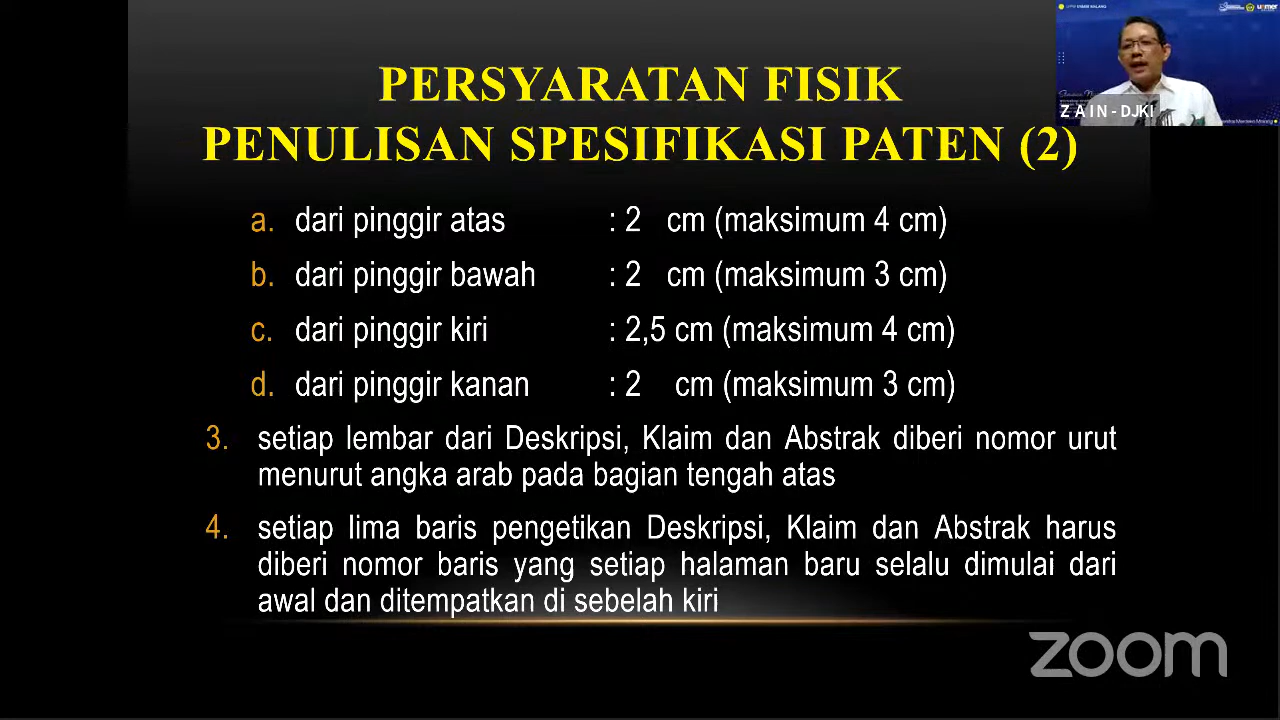 PERSYARATAN FISIK
PENULISAN SPESIFIKASI PATEN (2)
Z A I N - DJKI
a. dari pinggir atas : 2 cm (maksimum 4 cm)
b. dari pinggir bawah : 2 cm (maksimum 3 cm)
c. dari pinggir kiri : 2,5 cm (maksimum 4 cm)
d. dari pinggir kanan : 2 cm (maksimum 3 cm)
3. setiap lembar dari Deskripsi, Klaim dan Abstrak diberi nomor urut
menurut angka arab pada bagian tengah atas
4. setiap lima baris pengetikan Deskripsi, Klaim dan Abstrak harus
diberi nomor baris yang setiap halaman baru selalu dimulai dari
awal dan ditempatkan di sebelah kiri
zoom